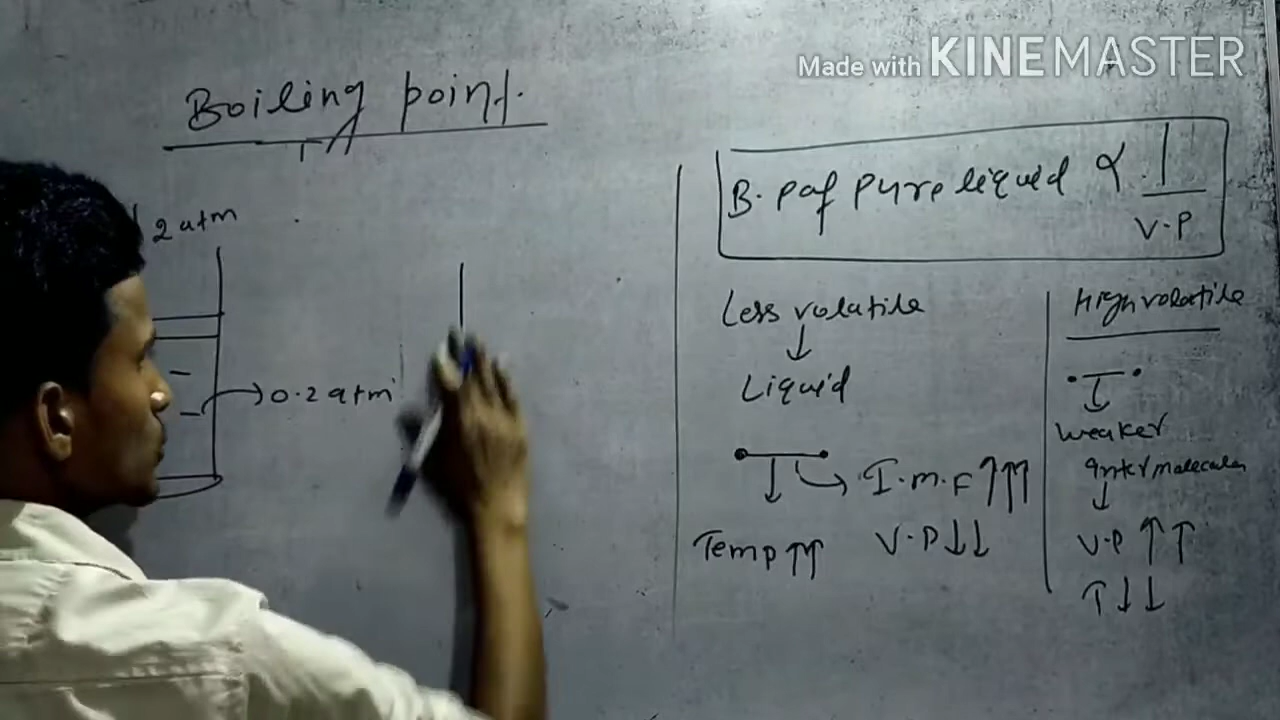 Made with KINEMASTER
Boiling point.
2 atm
0.2 atm
B. P of pure liquid ∝ 1
V.P
Less volatile
↓
Liquid
I.m.F ↑↑↑
Temp ↑↑ V.P ↓↓
High volatile
weaker
Intermolecular
↓
V.P ↑ ↑
T ↓ ↓